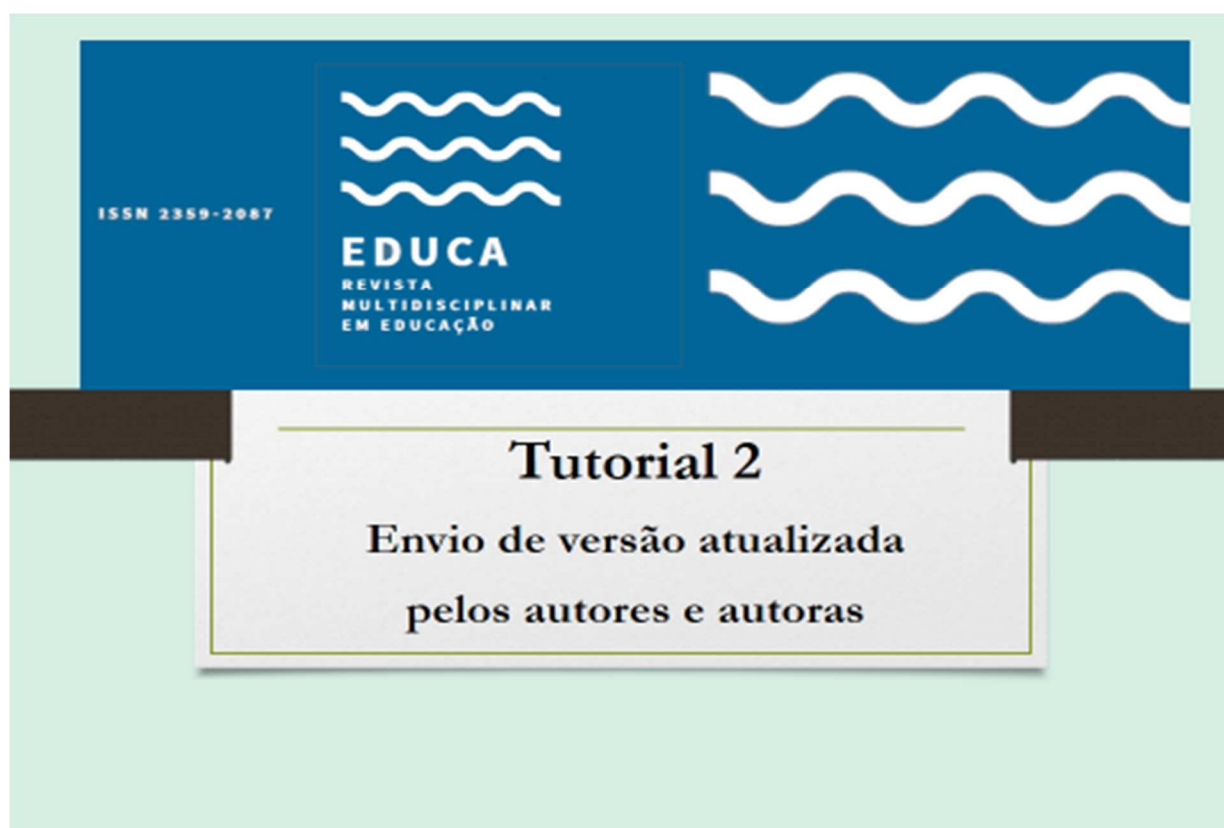 ISSN 2359-2087
EDUCA
REVISTA
MULTIDISCIPLINAR
EM EDUCAÇÃO
Tutorial 2
Envio de versão atualizada
pelos autores e autoras